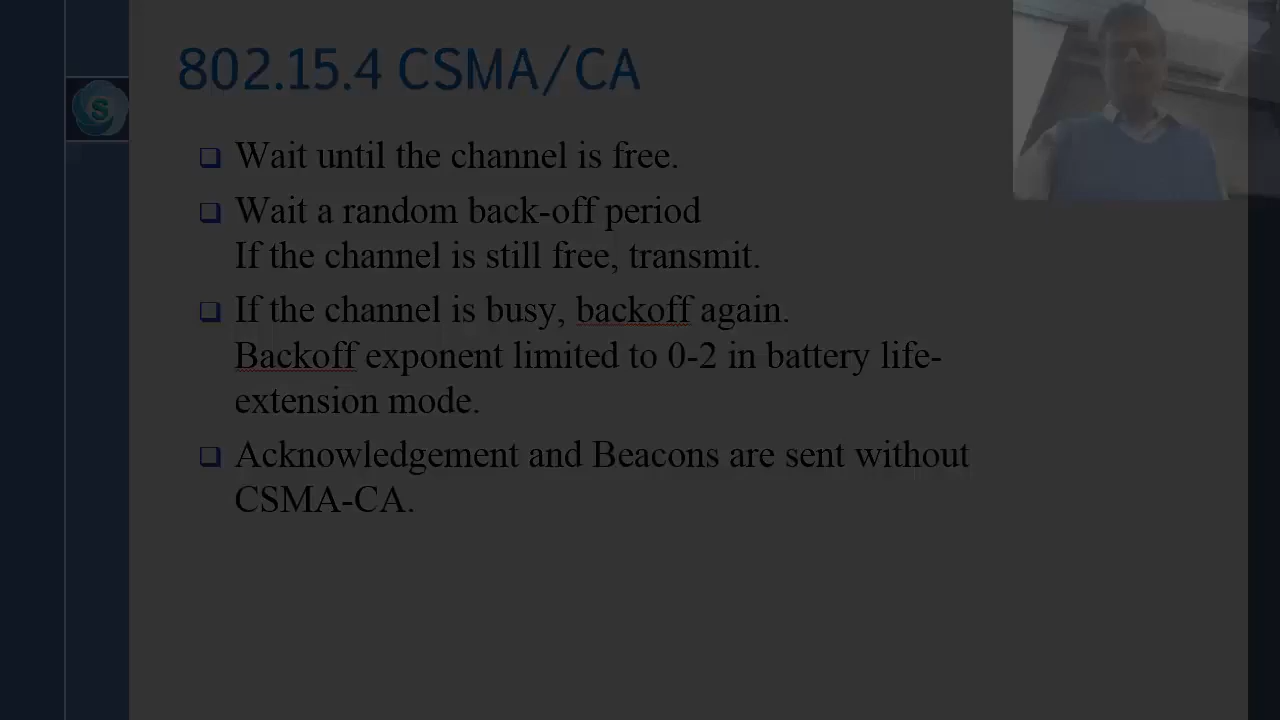 802.15.4 CSMA/CA
S
Wait until the channel is free.
Wait a random back-off period
If the channel is still free, transmit.
If the channel is busy, backoff again.
Backoff exponent limited to 0-2 in battery life-
extension mode.
Acknowledgement and Beacons are sent without
CSMA-CA.